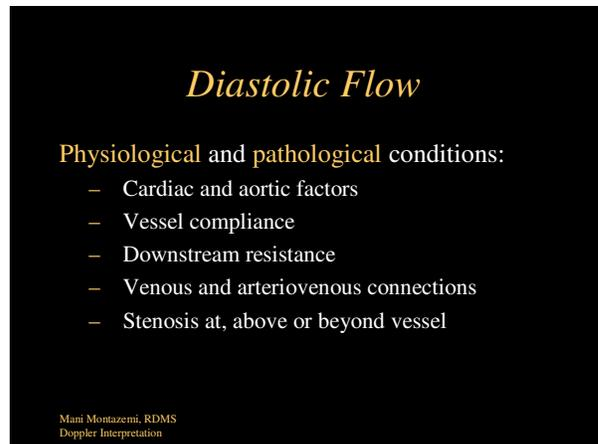 Diastolic Flow
Physiological and pathological conditions:
– Cardiac and aortic factors
– Vessel compliance
– Downstream resistance
– Venous and arteriovenous connections
– Stenosis at, above or beyond vessel
Mani Montazemi, RDMS
Doppler Interpretation